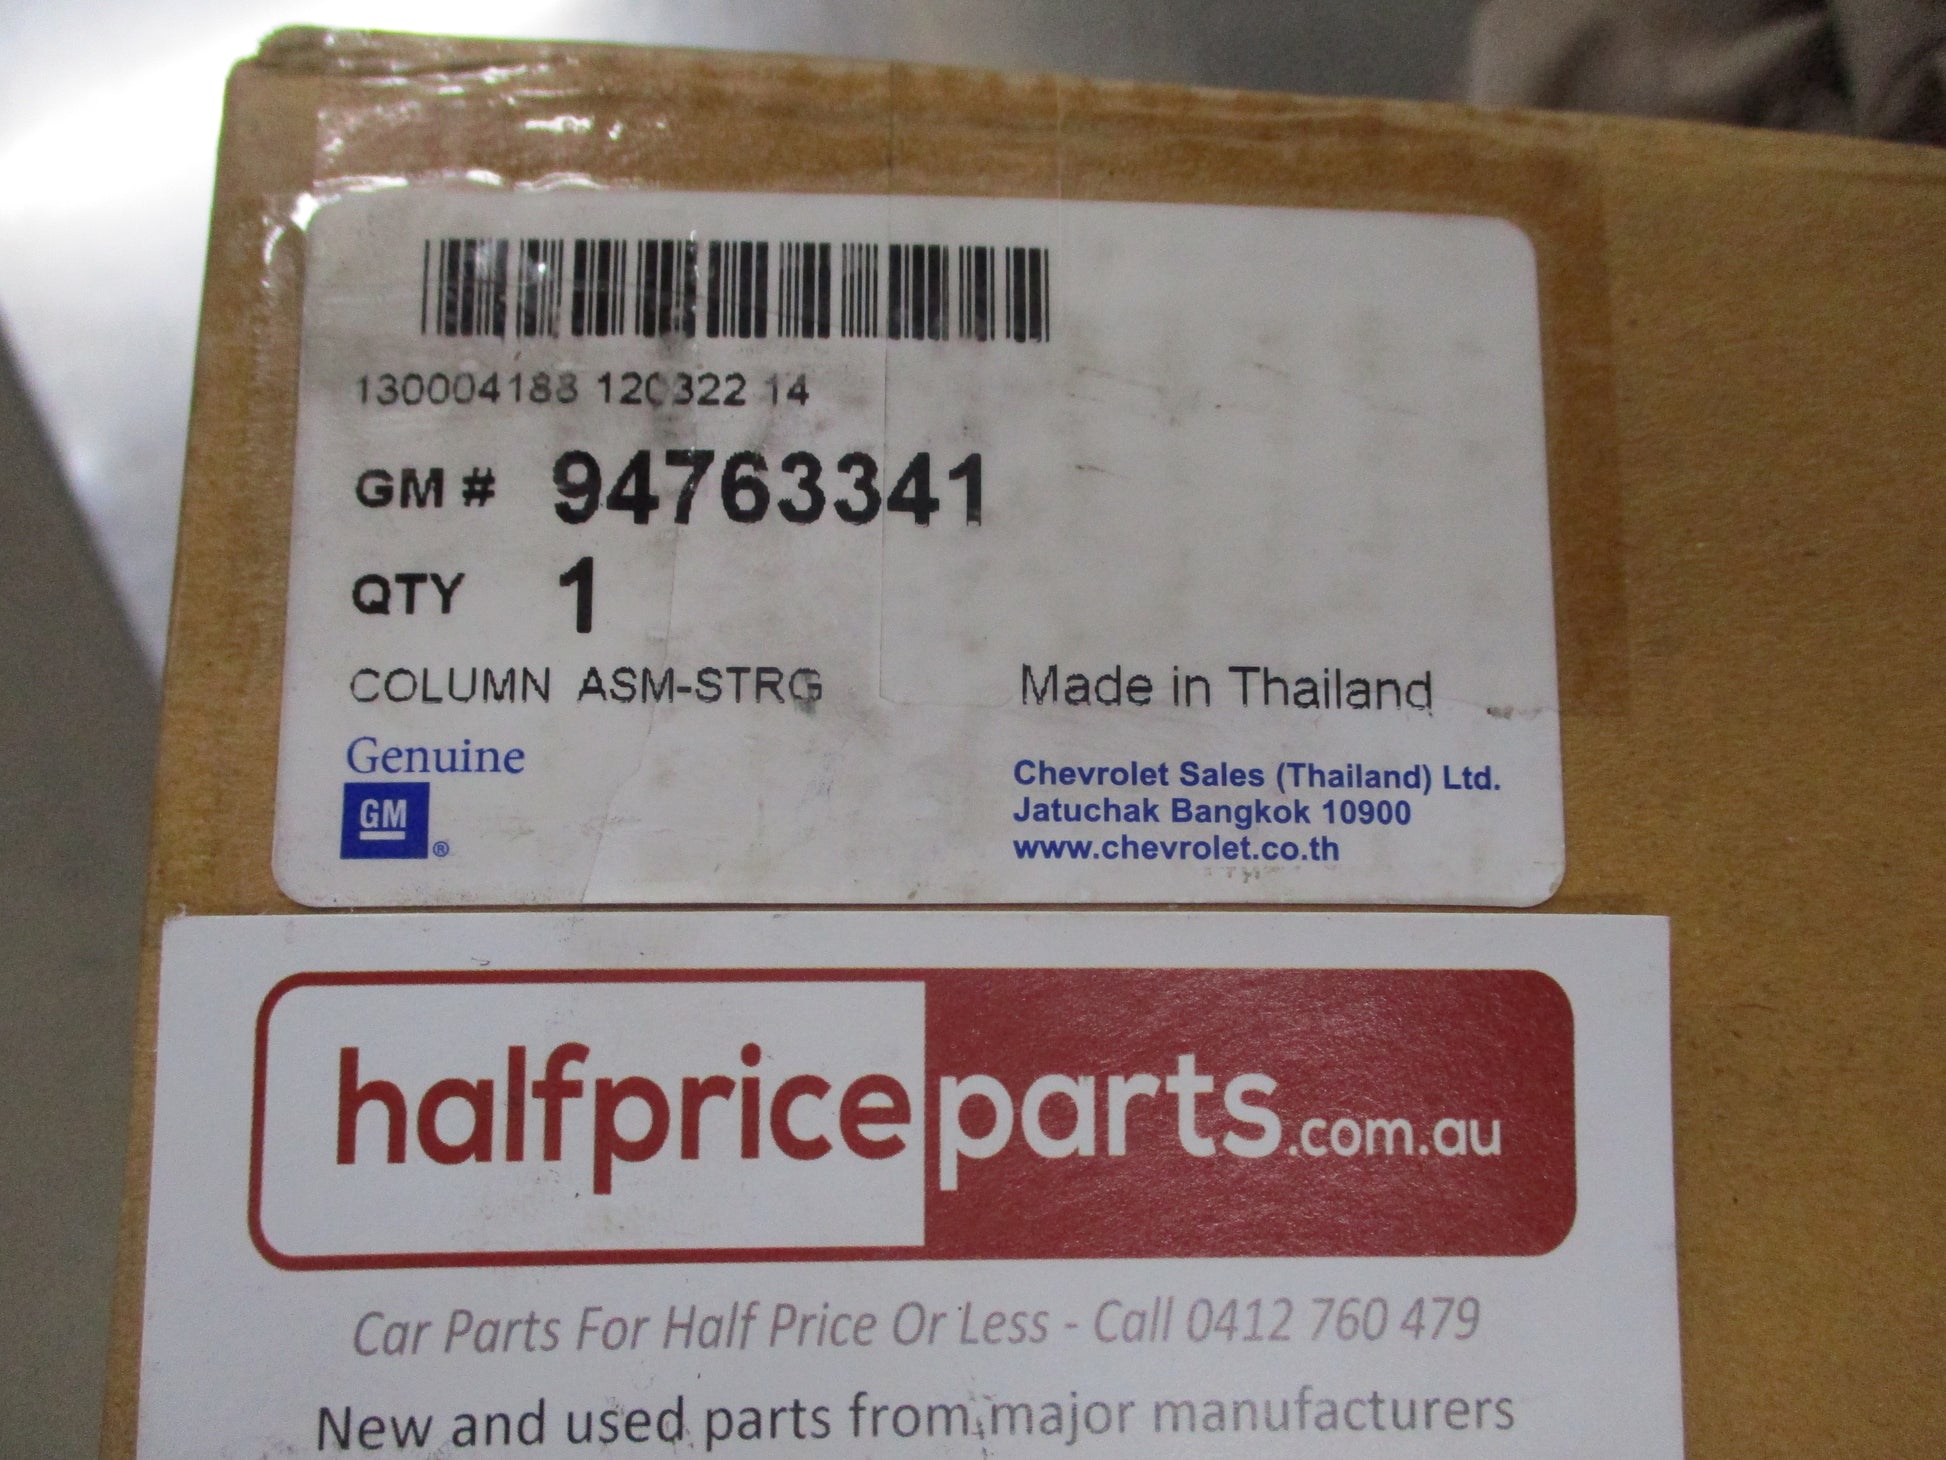 130004188 120322 14
GM # 94763341
QTY 1
COLUMN ASM-STRG
Made in Thailand
Genuine
GM ®
Chevrolet Sales (Thailand) Ltd.
Jatuchak Bangkok 10900
www.chevrolet.co.th
halfpriceparts.com.au
Car Parts For Half Price Or Less - Call 0412 760 479
New and used parts from major manufacturers